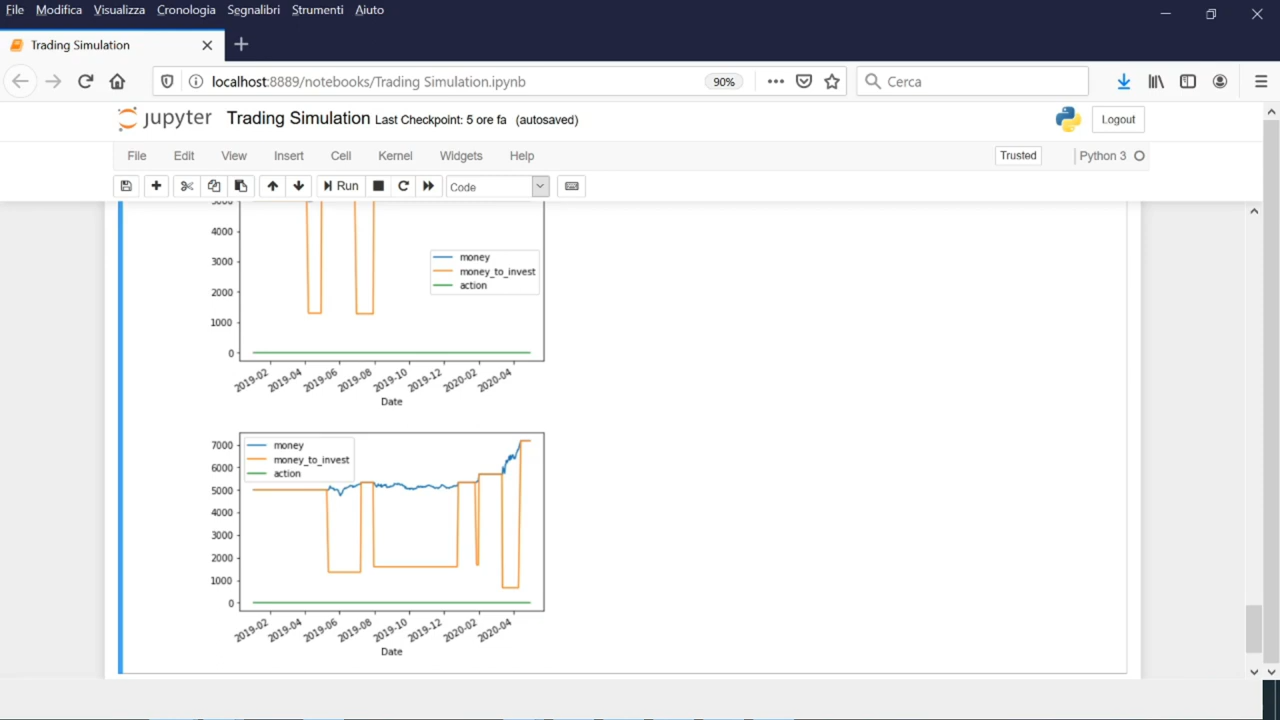 File Modifica Visualizza Cronologia Segnalibri Strumenti Aiuto
Trading Simulation
localhost:8889/notebooks/Trading Simulation.ipynb 90% Cerca
jupyter Trading Simulation Last Checkpoint: 5 ore fa (autosaved) Logout
File Edit View Insert Cell Kernel Widgets Help Trusted Python 3
Run Code
5000
4000
3000
2000
1000
0
money
money_to_invest
action
2019-02 2019-04 2019-06 2019-08 2019-10 2019-12 2020-02 2020-04
Date
7000
6000
5000
4000
3000
2000
1000
0
money
money_to_invest
action
2019-02 2019-04 2019-06 2019-08 2019-10 2019-12 2020-02 2020-04
Date